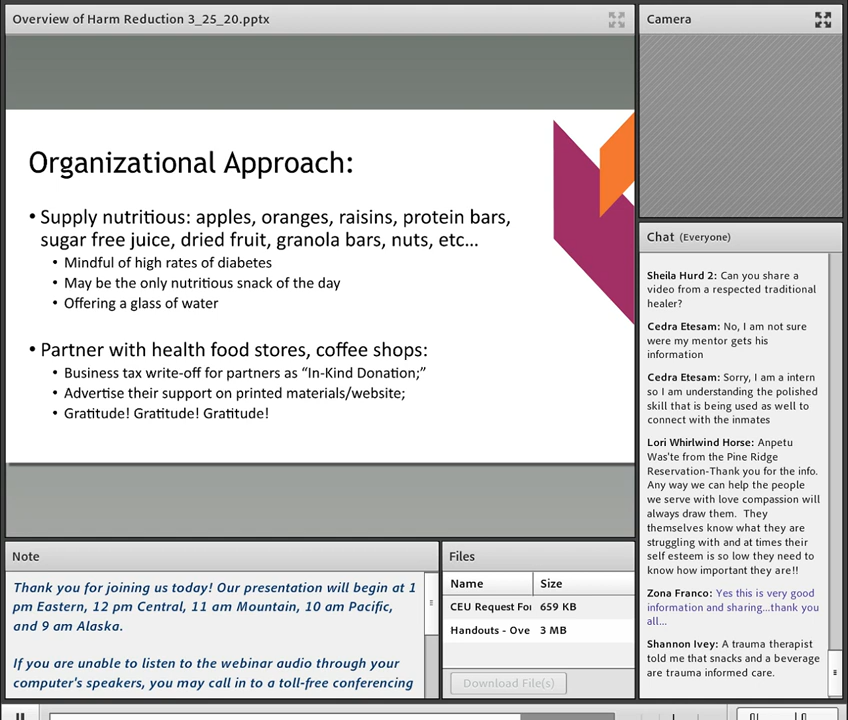 Overview of Harm Reduction 3_25_20.pptx
Organizational Approach:
• Supply nutritious: apples, oranges, raisins, protein bars,
sugar free juice, dried fruit, granola bars, nuts, etc...
• Mindful of high rates of diabetes
• May be the only nutritious snack of the day
• Offering a glass of water
• Partner with health food stores, coffee shops:
• Business tax write-off for partners as “In-Kind Donation;”
• Advertise their support on printed materials/website;
• Gratitude! Gratitude! Gratitude!
Note
Thank you for joining us today! Our presentation will begin at 1
pm Eastern, 12 pm Central, 11 am Mountain, 10 am Pacific,
and 9 am Alaska.
If you are unable to listen to the webinar audio through your
computer's speakers, you may call in to a toll-free conferencing
Files
Name Size
CEU Request For 659 KB
Handouts - Ove 3 MB
Download File(s)
Camera
Chat (Everyone)
Sheila Hurd 2: Can you share a
video from a respected traditional
healer?
Cedra Etesam: No, I am not sure
were my mentor gets his
information
Cedra Etesam: Sorry, I am a intern
so I am understanding the polished
skill that is being used as well to
connect with the inmates
Lori Whirlwind Horse: Anpetu
Was'te from the Pine Ridge
Reservation-Thank you for the info.
Any way we can help the people
we serve with love compassion will
always draw them. They
themselves know what they are
struggling with and at times their
self esteem is so low they need to
know how important they are!!
Zona Franco: Yes this is very good
information and sharing...thank you
all...
Shannon Ivey: A trauma therapist
told me that snacks and a beverage
are trauma informed care.